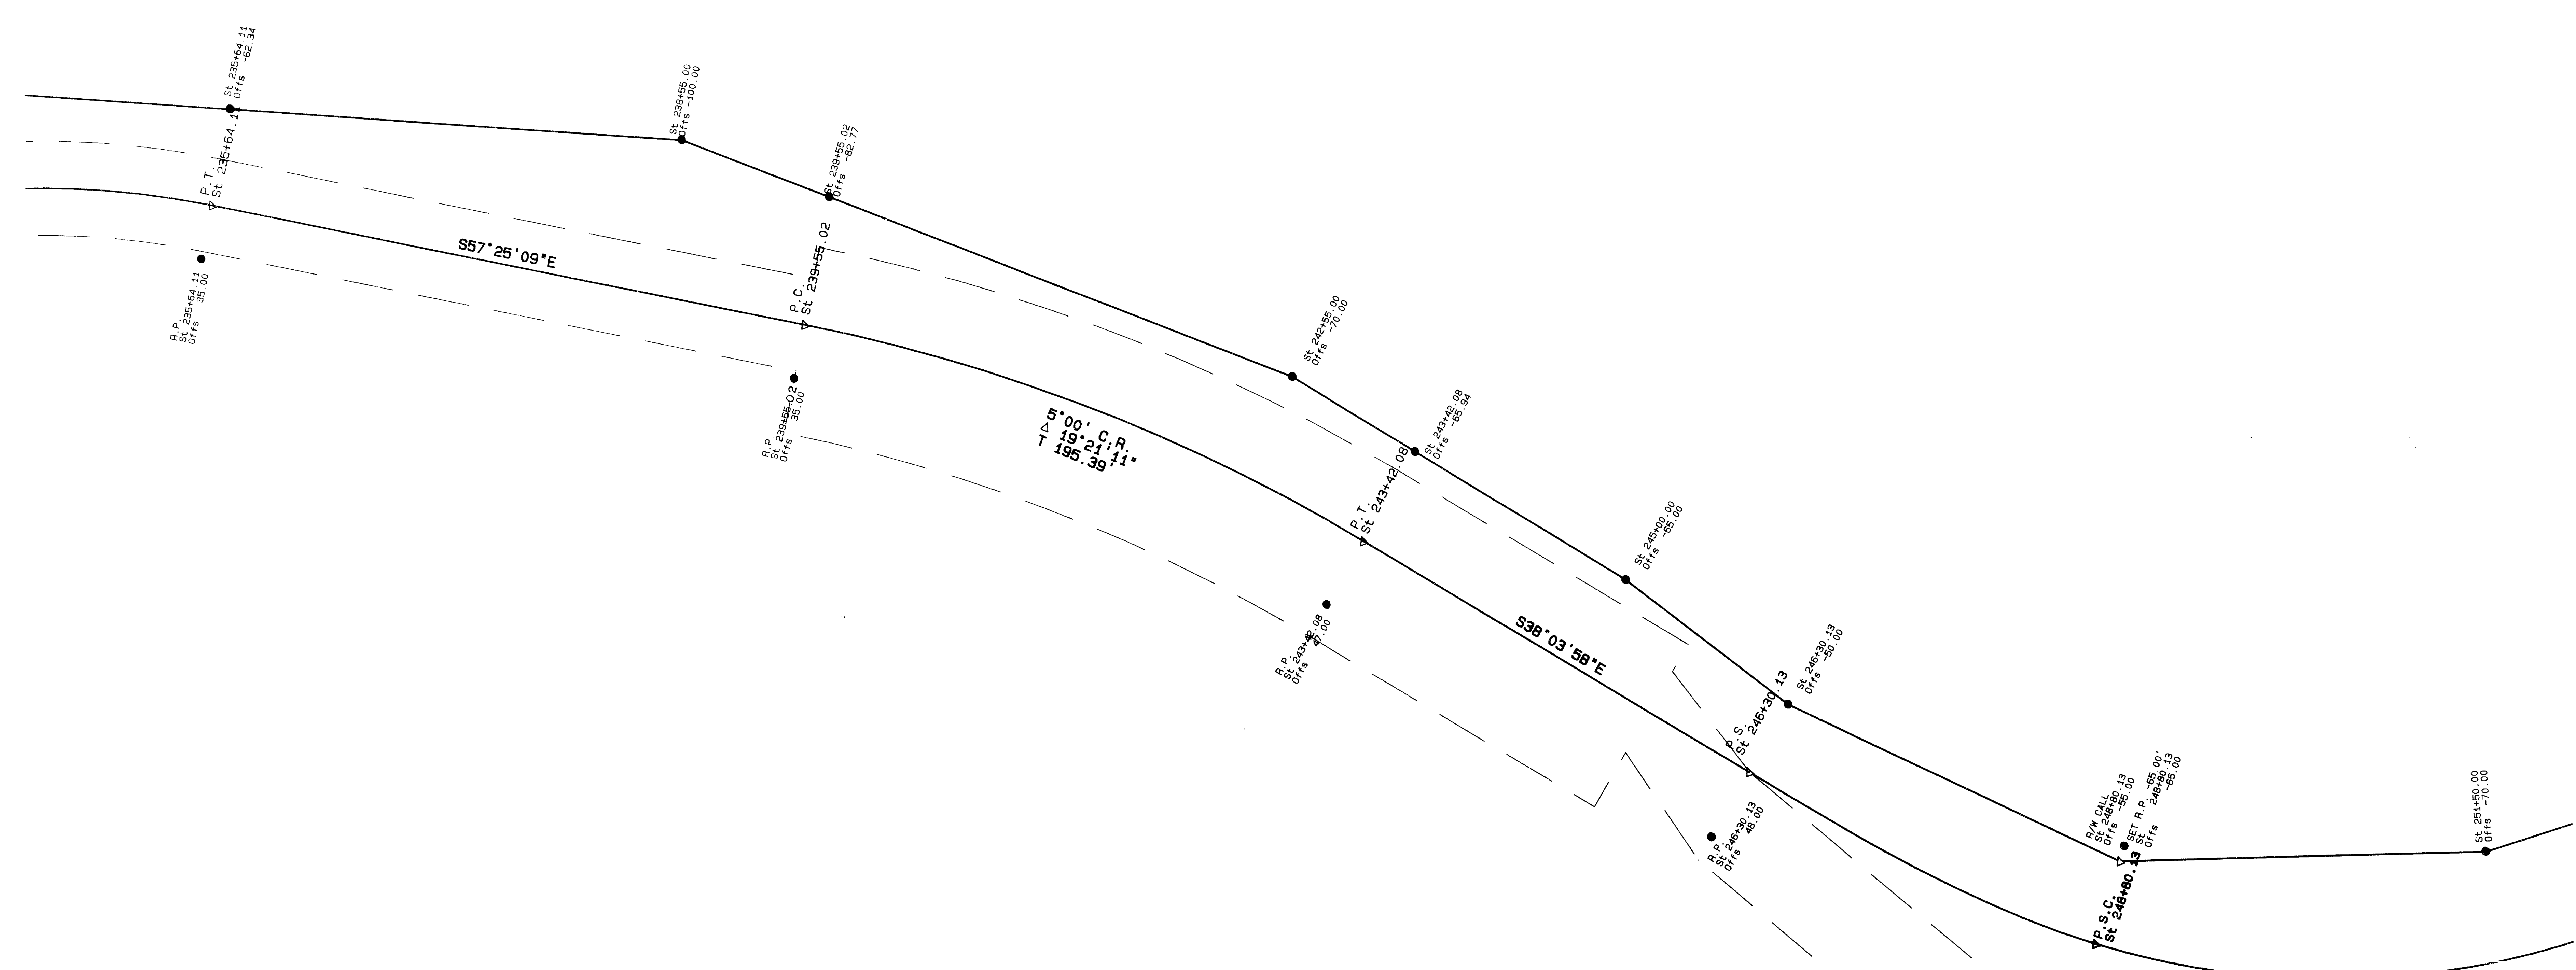 St 235+64.11
Offs -62.34
P.T.
St 235+64.11
R.P.
St 235+64.11
Offs 35.00
S57°25'09"E
St 238+55.00
Offs -100.00
St 239+55.02
Offs -82.77
P.C.
St 239+55.02
R.P.
St 239+55.02
Offs 35.00
5°00' C.R.
△ 19°21'11"
T 195.39'
St 242+55.00
Offs -70.00
St 243+42.08
Offs -65.94
P.T.
St 243+42.08
R.P.
St 243+42.08
Offs 47.00
S38°03'58"E
St 245+00.00
Offs -65.00
St 246+30.13
Offs -50.00
P.S.
St 246+30.13
R.P.
St 246+30.13
Offs 48.00
R/W CALL
St 248+80.13
Offs -55.00
SET R.P. -65.00'
St 248+80.13
Offs -65.00
P.S.C.
St 248+80.13
St 251+50.00
Offs -70.00